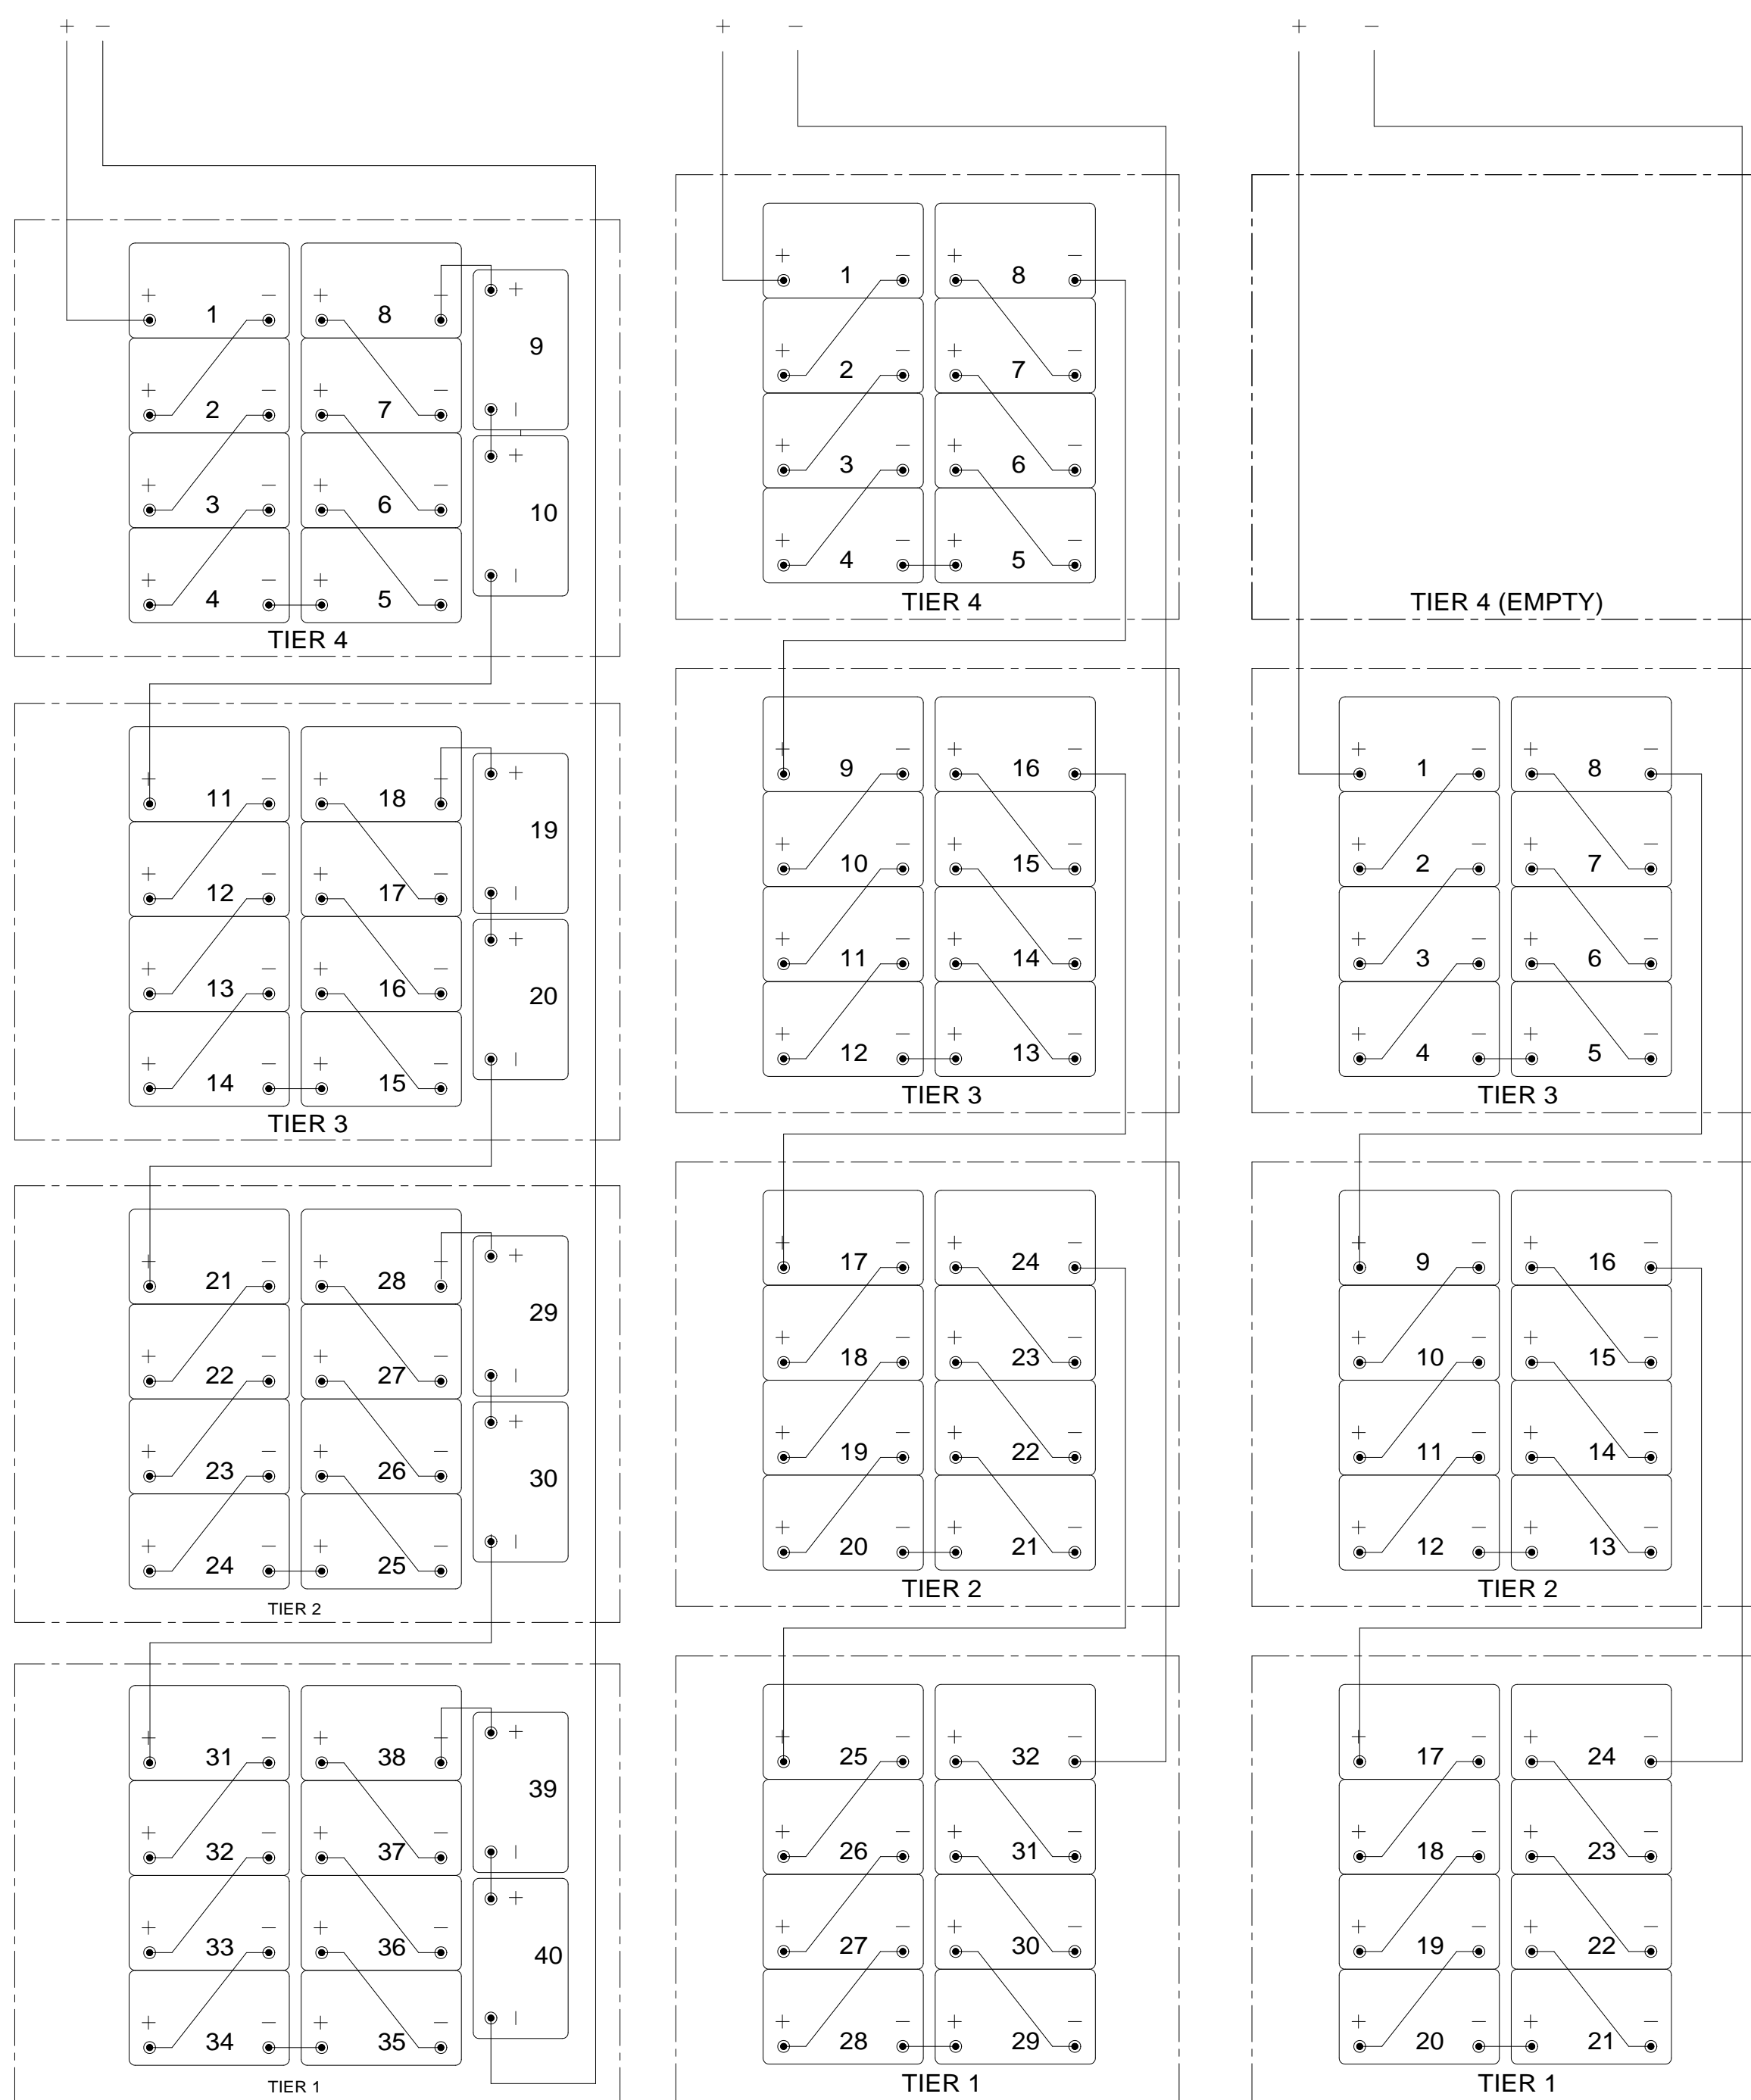 + −
+ −
1 + −
8 + −
9 + −
2 + −
7 + −
3 + −
6 + −
10 + −
4 + −
5 + −
TIER 4
11 + −
18 + −
19 + −
12 + −
17 + −
13 + −
16 + −
20 + −
14 + −
15 + −
TIER 3
21 + −
28 + −
29 + −
22 + −
27 + −
23 + −
26 + −
30 + −
24 + −
25 + −
TIER 2
31 + −
38 + −
39 + −
32 + −
37 + −
33 + −
36 + −
40 + −
34 + −
35 + −
TIER 1
1 + −
8 + −
2 + −
7 + −
3 + −
6 + −
4 + −
5 + −
TIER 4
9 + −
16 + −
10 + −
15 + −
11 + −
14 + −
12 + −
13 + −
TIER 3
17 + −
24 + −
18 + −
23 + −
19 + −
22 + −
20 + −
21 + −
TIER 2
25 + −
32 + −
26 + −
31 + −
27 + −
30 + −
28 + −
29 + −
TIER 1
+ −
TIER 4 (EMPTY)
1 + −
8 + −
2 + −
7 + −
3 + −
6 + −
4 + −
5 + −
TIER 3
9 + −
16 + −
10 + −
15 + −
11 + −
14 + −
12 + −
13 + −
TIER 2
17 + −
24 + −
18 + −
23 + −
19 + −
22 + −
20 + −
21 + −
TIER 1